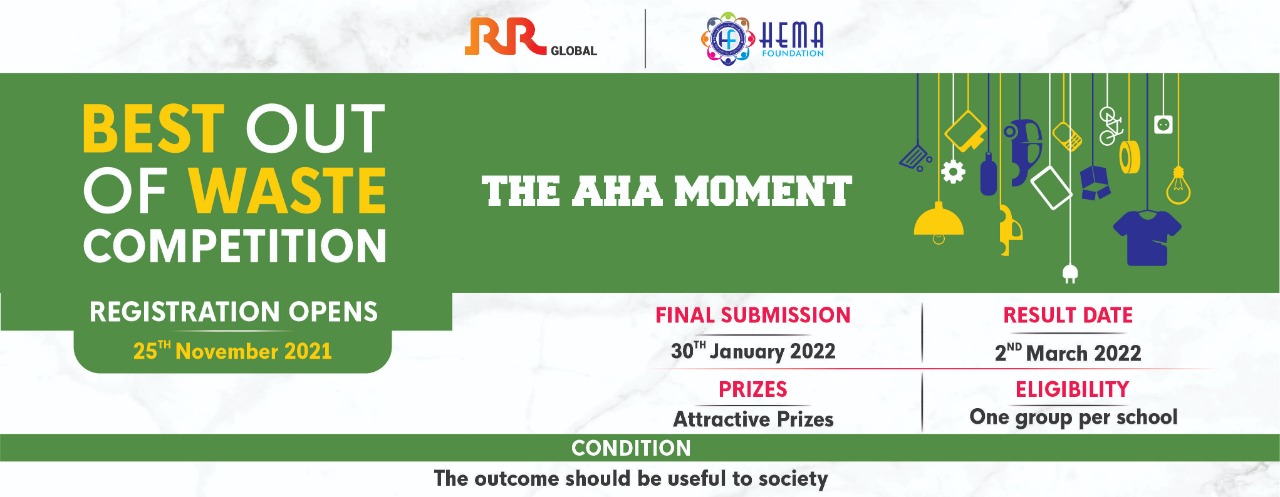 RR GLOBAL
HF
HEMA
FOUNDATION
BEST OUT
OF WASTE
COMPETITION
THE AHA MOMENT
REGISTRATION OPENS
25TH November 2021
FINAL SUBMISSION
30TH January 2022
RESULT DATE
2ND March 2022
PRIZES
Attractive Prizes
ELIGIBILITY
One group per school
CONDITION
The outcome should be useful to society